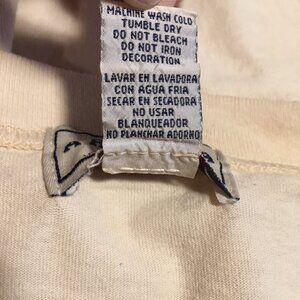 MACHINE WASH COLD
TUMBLE DRY
DO NOT BLEACH
DO NOT IRON
DECORATION
LAVAR EN LAVADORA
CON AGUA FRIA
SECAR EN SECADORA
NO USAR
BLANQUEADOR
NO PLANCHAR ADORNO